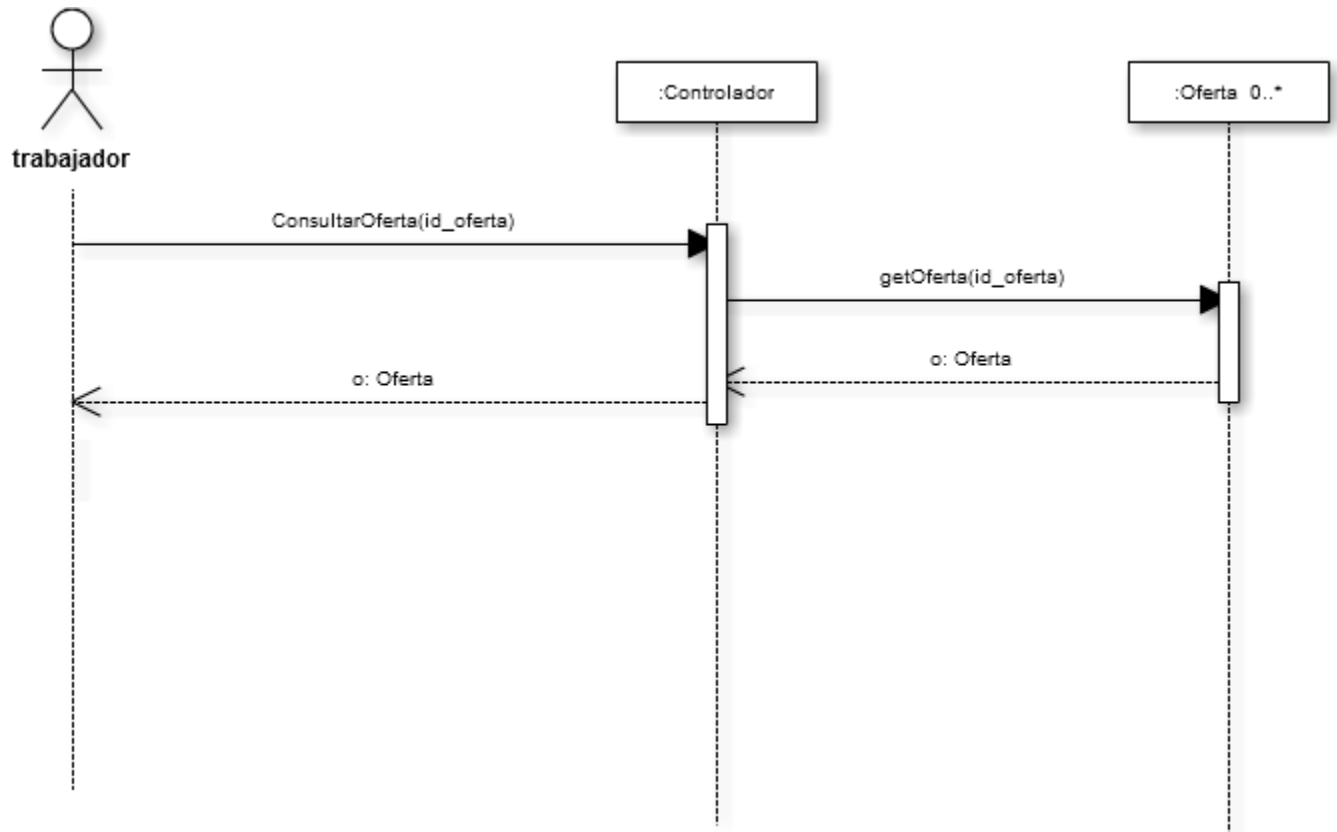 :Controlador
:Oferta 0..*
trabajador
ConsultarOferta(id_oferta)
getOferta(id_oferta)
o: Oferta
o: Oferta